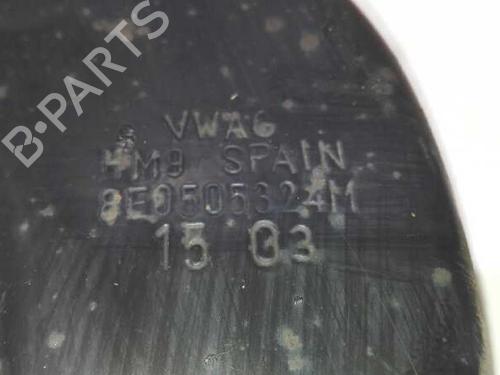 B-PARTS
VWAG
HM9 SPAIN
8E0505324M
15 03